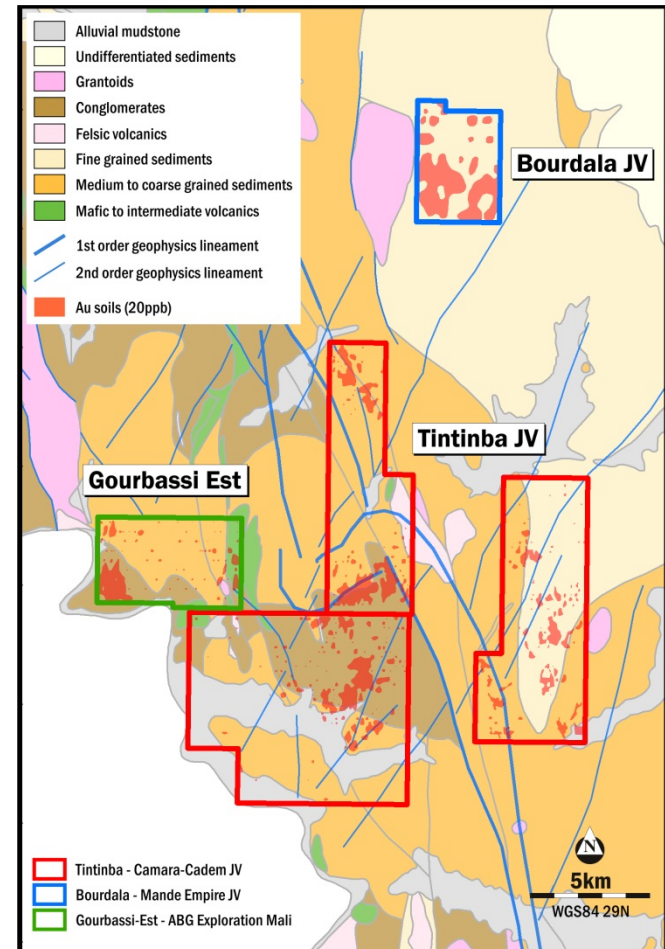 Alluvial mudstone
Undifferentiated sediments
Grantoids
Conglomerates
Felsic volcanics
Fine grained sediments
Medium to coarse grained sediments
Mafic to intermediate volcanics
1st order geophysics lineament
2nd order geophysics lineament
Au soils (20ppb)
Bourdala JV
Tintinba JV
Gourbassi Est
Tintinba - Camara-Cadem JV
Bourdala - Mande Empire JV
Gourbassi-Est - ABG Exploration Mali
N
5km
WGS84 29N